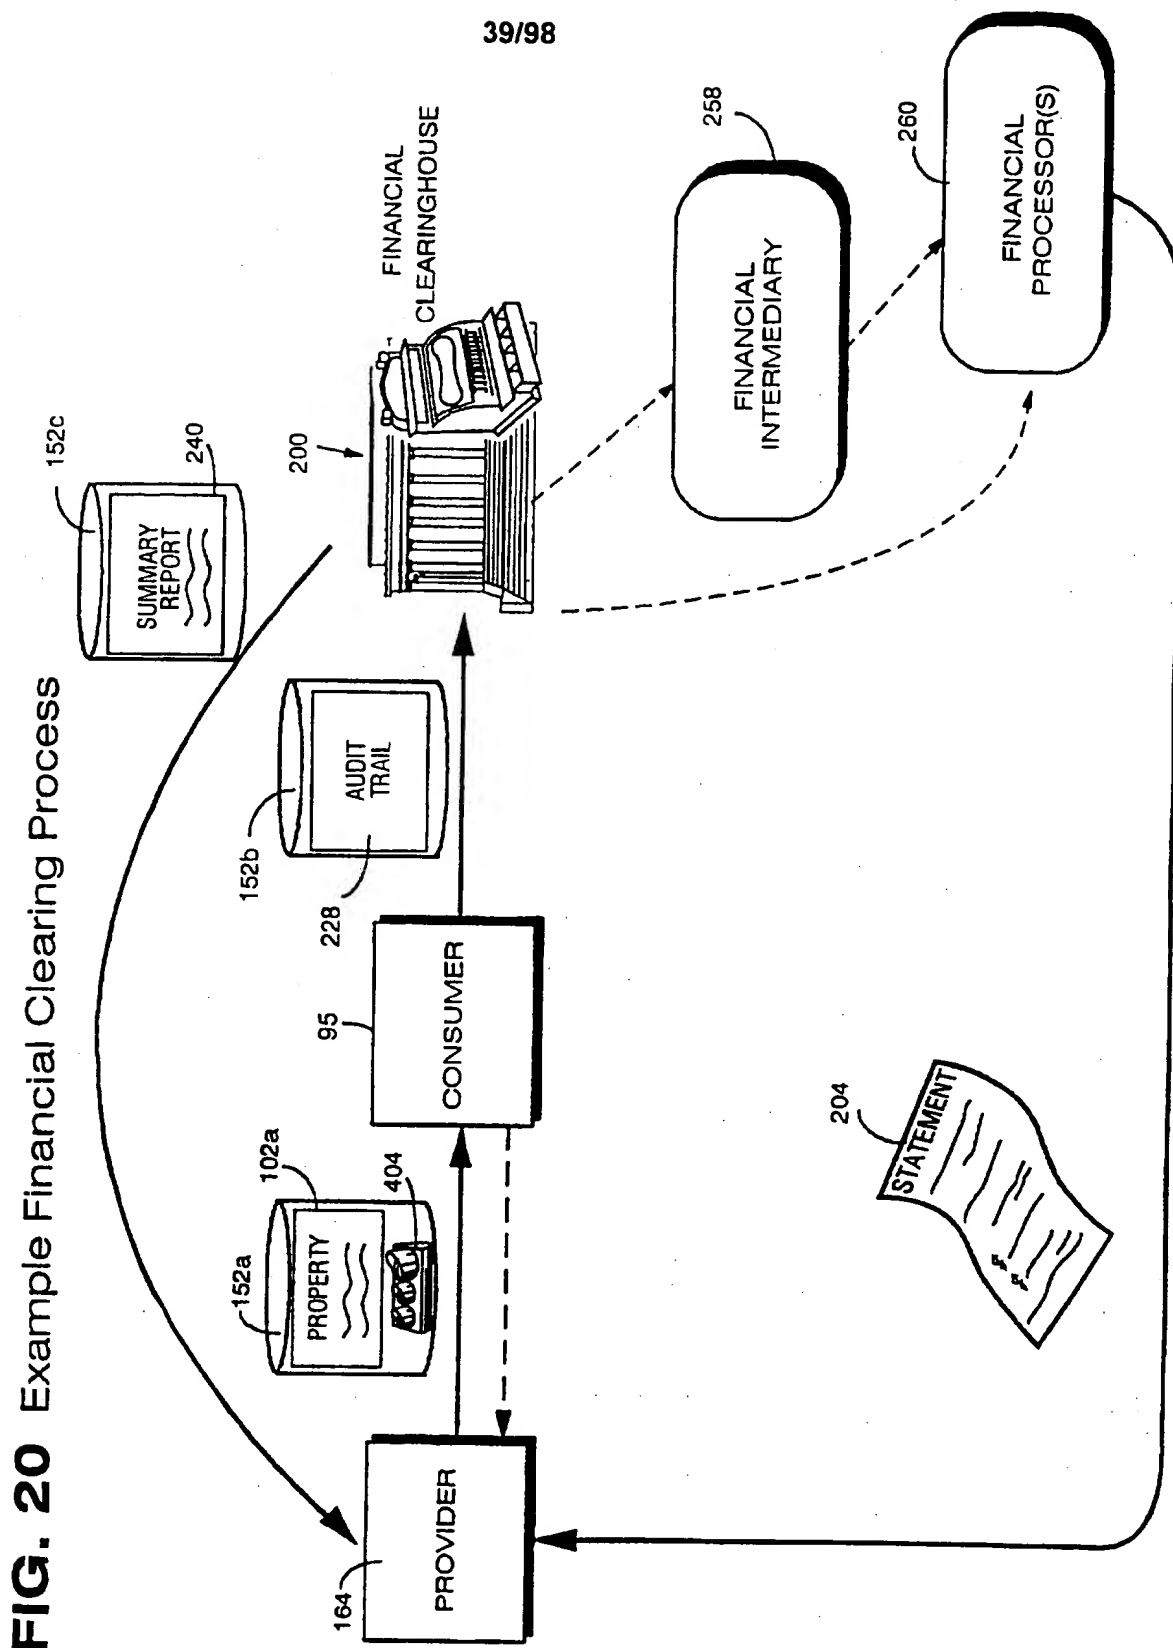 39/98
FIG. 20 Example Financial Clearing Process
152c
SUMMARY
REPORT
240
200
FINANCIAL
CLEARINGHOUSE
152b
AUDIT
TRAIL
228
152a
PROPERTY
102a
404
95
CONSUMER
164
PROVIDER
258
FINANCIAL
INTERMEDIARY
260
FINANCIAL
PROCESSOR(S)
204
STATEMENT